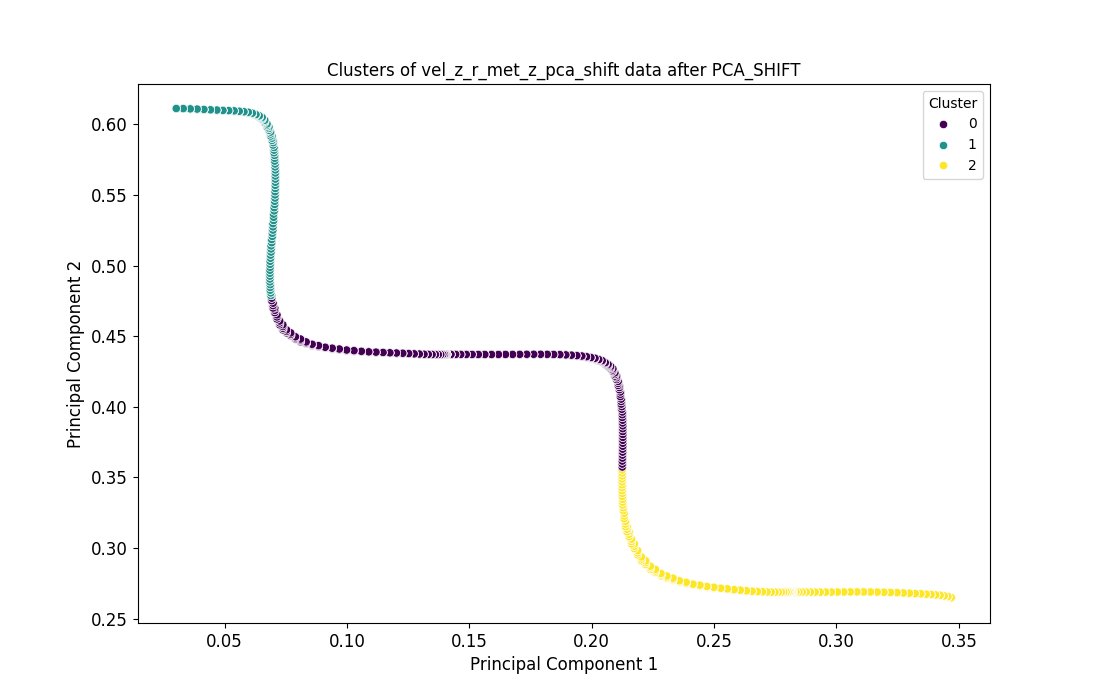 Clusters of vel_z_r_met_z_pca_shift data after PCA_SHIFT
Cluster
0
1
2
0.60
0.55
0.50
0.45
0.40
0.35
0.30
0.25
Principal Component 2
0.05 0.10 0.15 0.20 0.25 0.30 0.35
Principal Component 1